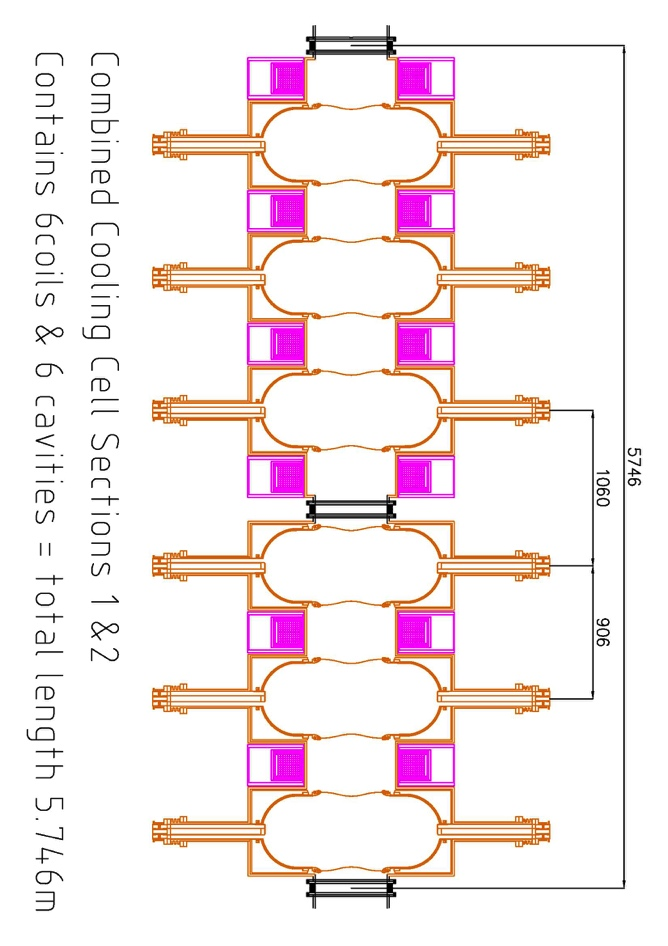 Combined Cooling Cell Sections 1 &2
Contains 6coils & 6 cavities = total length 5.746m
5746
1060
906